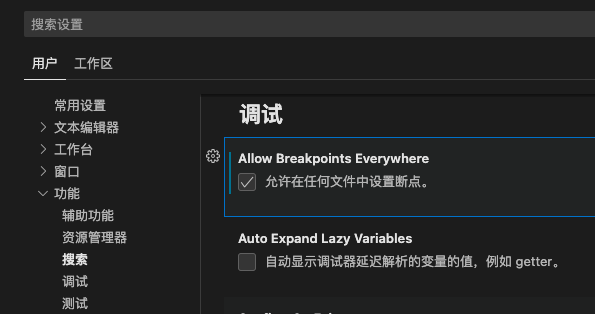 搜索设置
用户 工作区
常用设置
文本编辑器
工作台
窗口
功能
辅助功能
资源管理器
搜索
调试
测试
调试
Allow Breakpoints Everywhere
允许在任何文件中设置断点。
Auto Expand Lazy Variables
自动显示调试器延迟解析的变量的值，例如 getter。